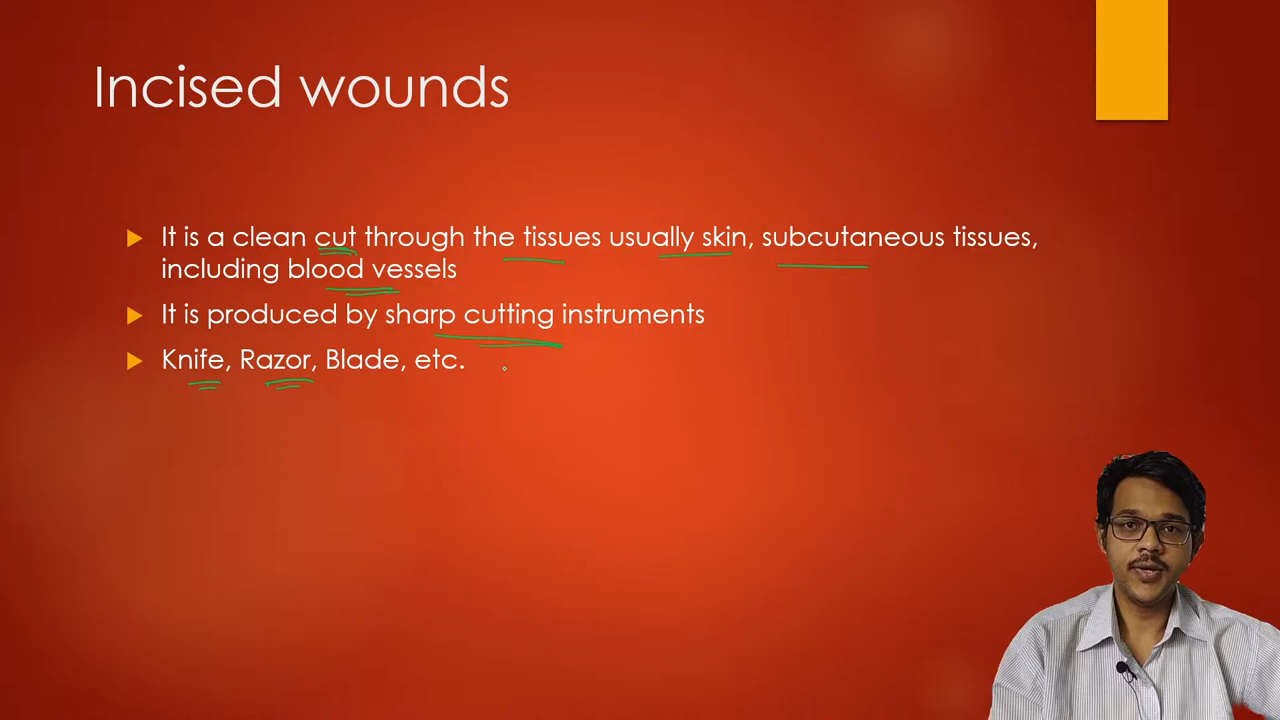 Incised wounds
It is a clean cut through the tissues usually skin, subcutaneous tissues,
including blood vessels
It is produced by sharp cutting instruments
Knife, Razor, Blade, etc.